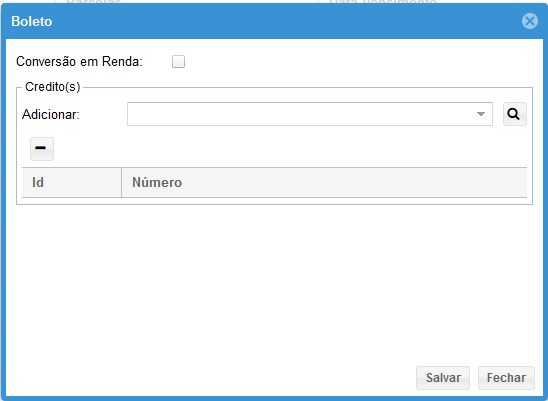 Boleto
Conversão em Renda:
Credito(s)
Adicionar:
Id Número
Salvar Fechar